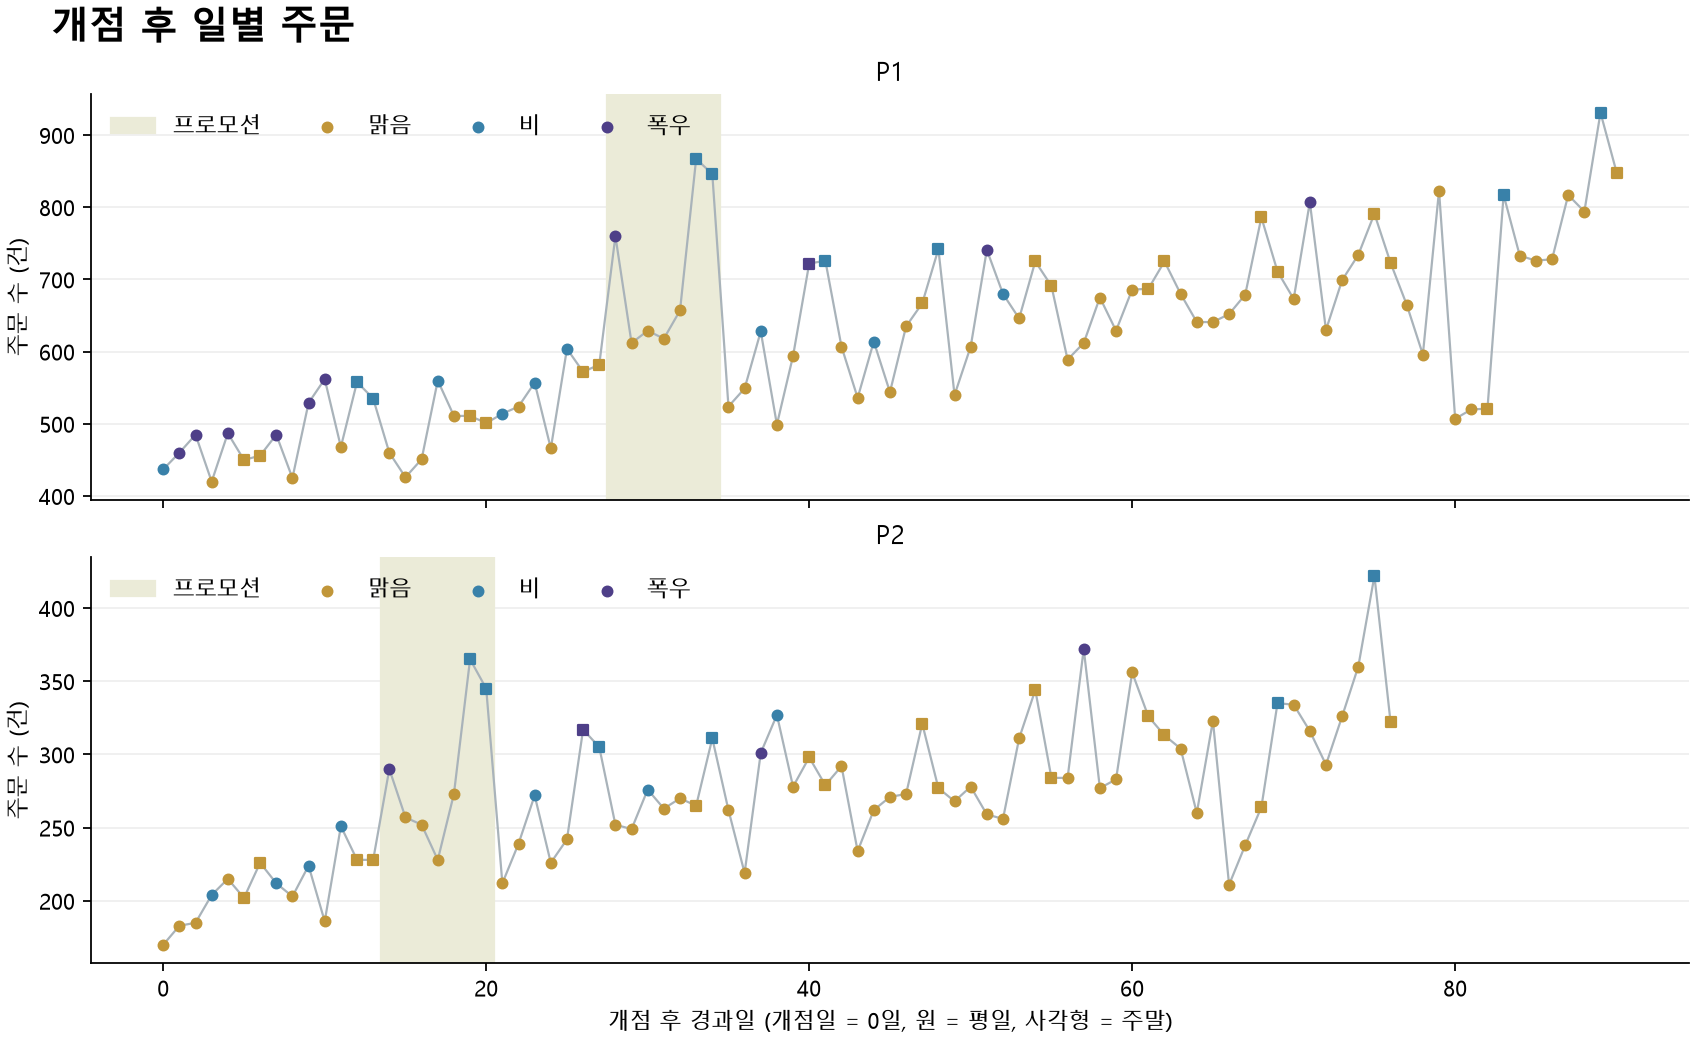 개점 후 일별 주문
P1
프로모션 맑음 비 폭우
주문 수 (건)
900
800
700
600
500
400
P2
프로모션 맑음 비 폭우
주문 수 (건)
400
350
300
250
200
0 20 40 60 80
개점 후 경과일 (개점일 = 0일, 원 = 평일, 사각형 = 주말)